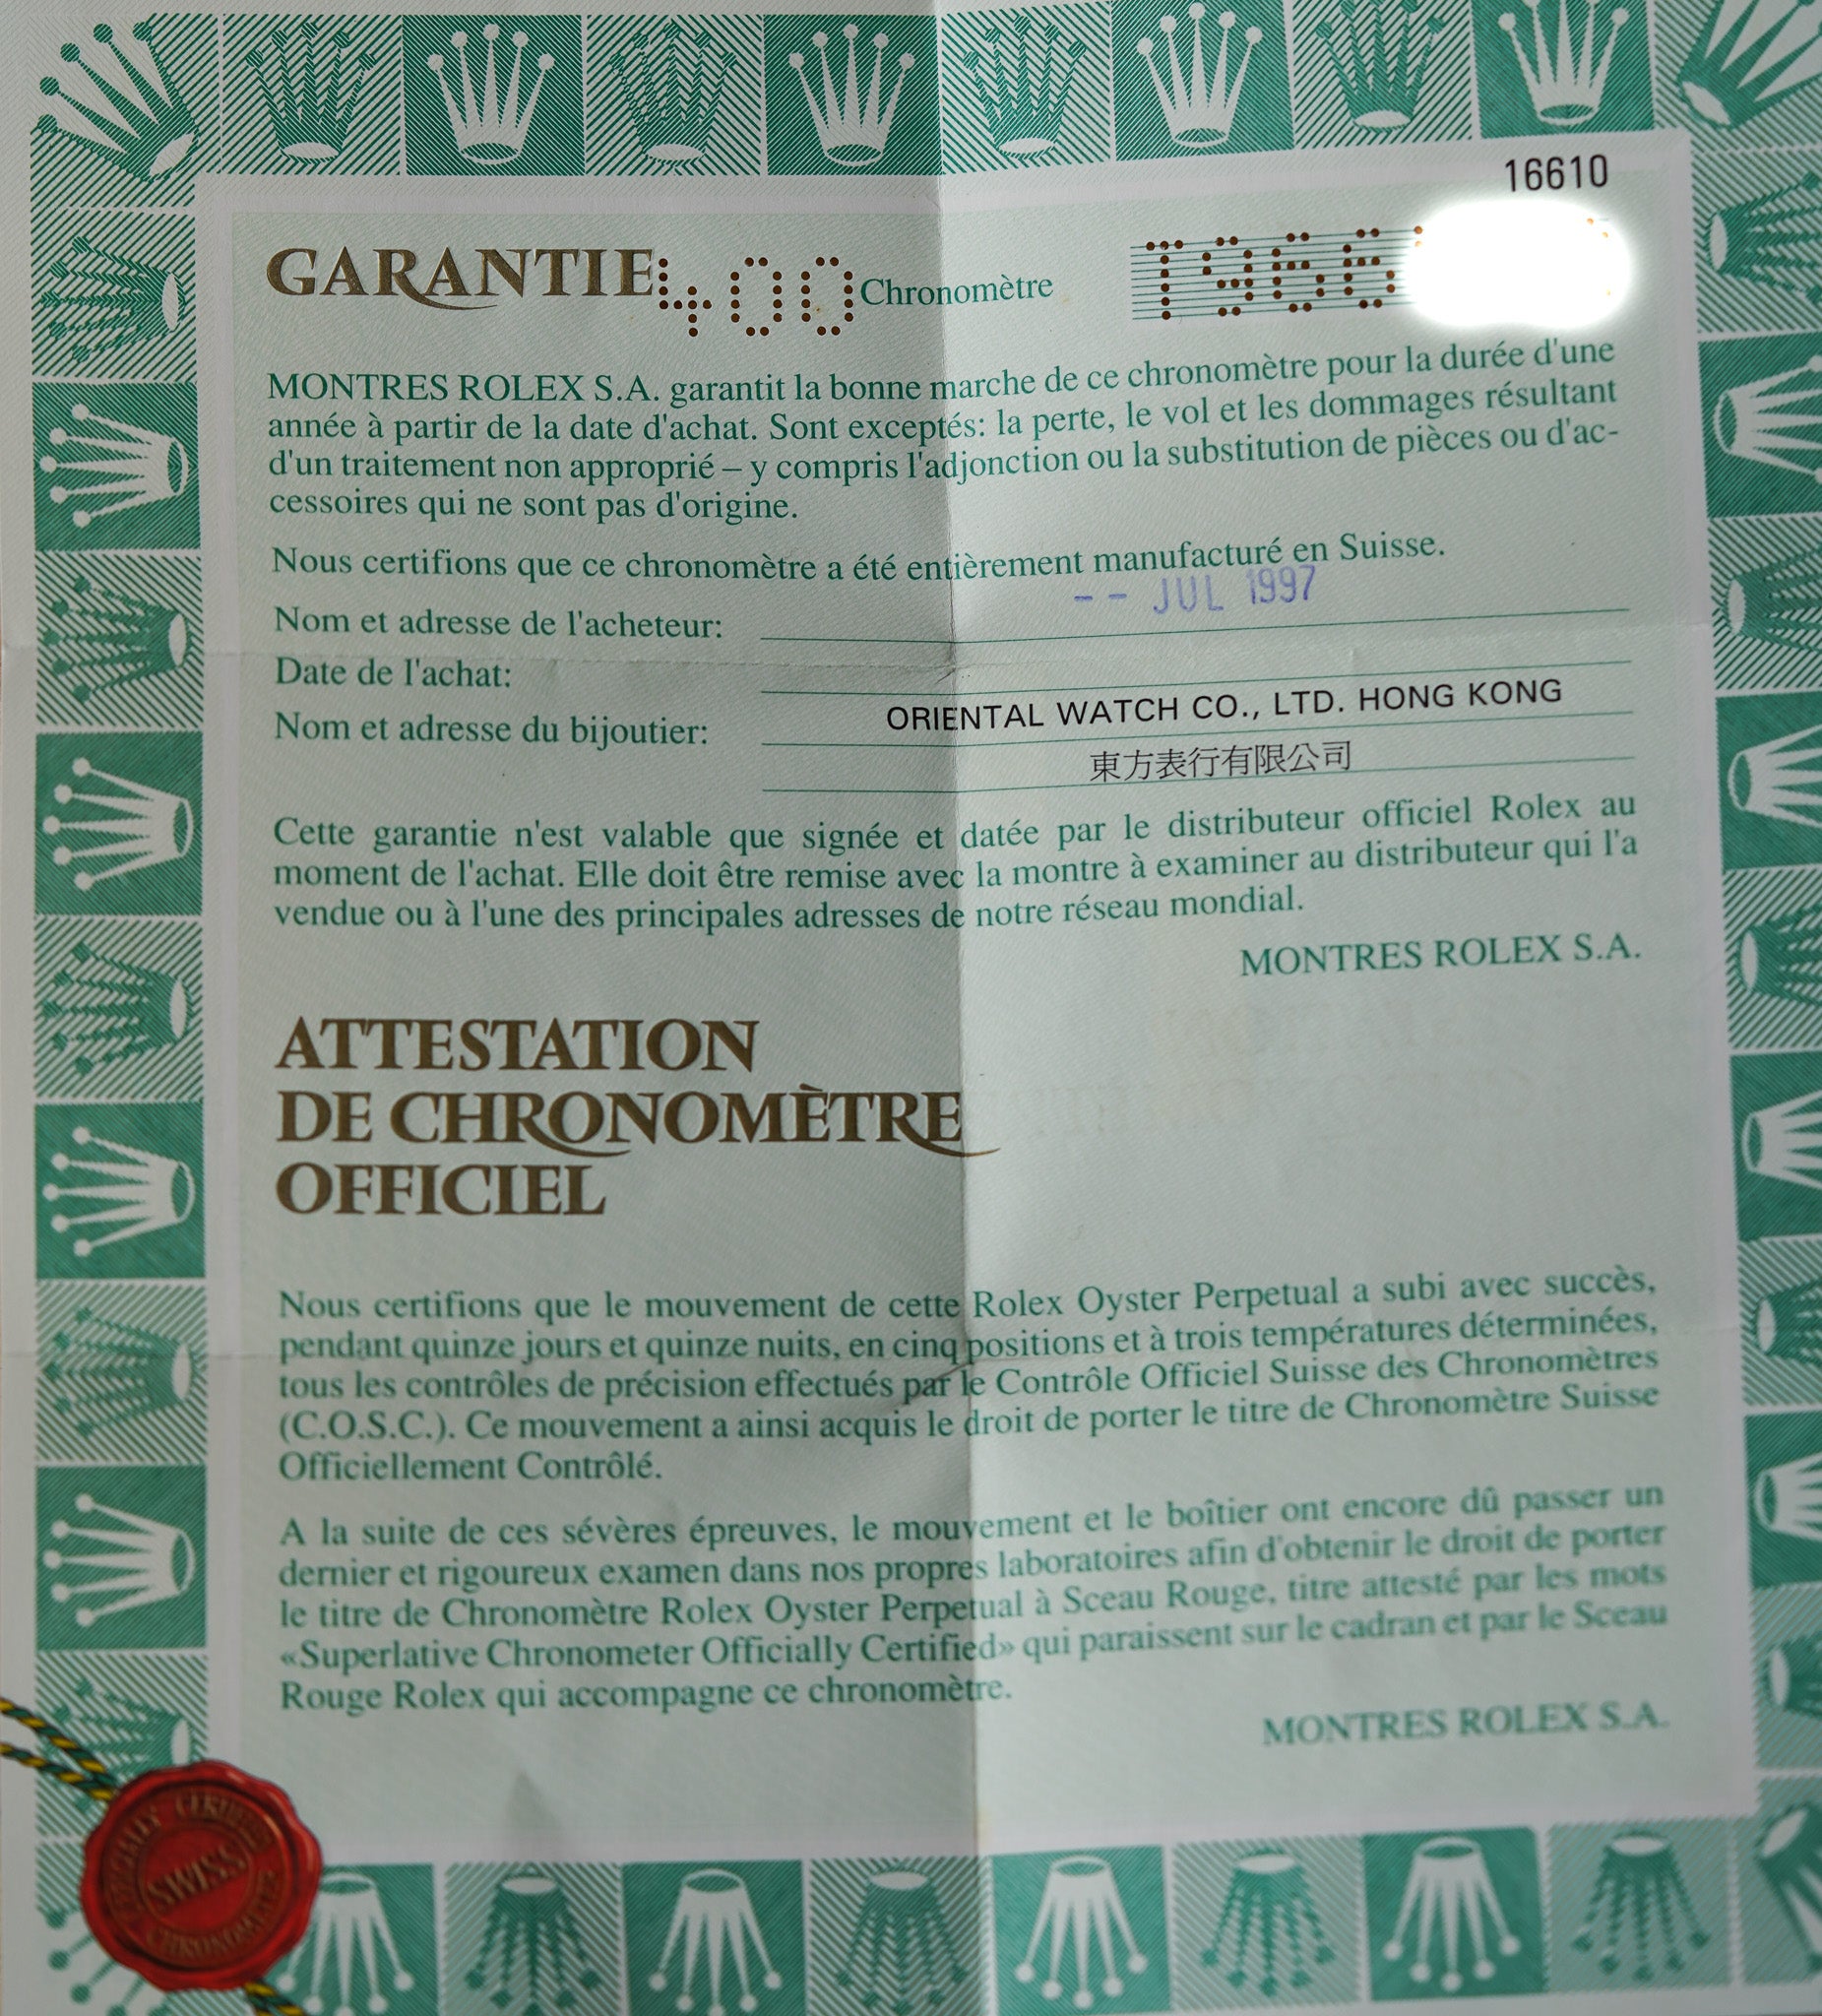 16610
GARANTIE 400 Chronomètre T966
MONTRES ROLEX S.A. garantit la bonne marche de ce chronomètre pour la durée d'une
année à partir de la date d'achat. Sont exceptés: la perte, le vol et les dommages résultant
d'un traitement non approprié – y compris l'adjonction ou la substitution de pièces ou d'ac-
cessoires qui ne sont pas d'origine.
Nous certifions que ce chronomètre a été entièrement manufacturé en Suisse.
-- JUL 1997
Nom et adresse de l'acheteur:
Date de l'achat:
Nom et adresse du bijoutier: ORIENTAL WATCH CO., LTD. HONG KONG
東方表行有限公司
Cette garantie n'est valable que signée et datée par le distributeur officiel Rolex au
moment de l'achat. Elle doit être remise avec la montre à examiner au distributeur qui l'a
vendue ou à l'une des principales adresses de notre réseau mondial.
MONTRES ROLEX S.A.
ATTESTATION
DE CHRONOMÈTRE
OFFICIEL
Nous certifions que le mouvement de cette Rolex Oyster Perpetual a subi avec succès,
pendant quinze jours et quinze nuits, en cinq positions et à trois températures déterminées,
tous les contrôles de précision effectués par le Contrôle Officiel Suisse des Chronomètres
(C.O.S.C.). Ce mouvement a ainsi acquis le droit de porter le titre de Chronomètre Suisse
Officiellement Contrôlé.
A la suite de ces sévères épreuves, le mouvement et le boîtier ont encore dû passer un
dernier et rigoureux examen dans nos propres laboratoires afin d'obtenir le droit de porter
le titre de Chronomètre Rolex Oyster Perpetual à Sceau Rouge, titre attesté par les mots
«Superlative Chronometer Officially Certified» qui paraissent sur le cadran et par le Sceau
Rouge Rolex qui accompagne ce chronomètre.
MONTRES ROLEX S.A.
SWISS